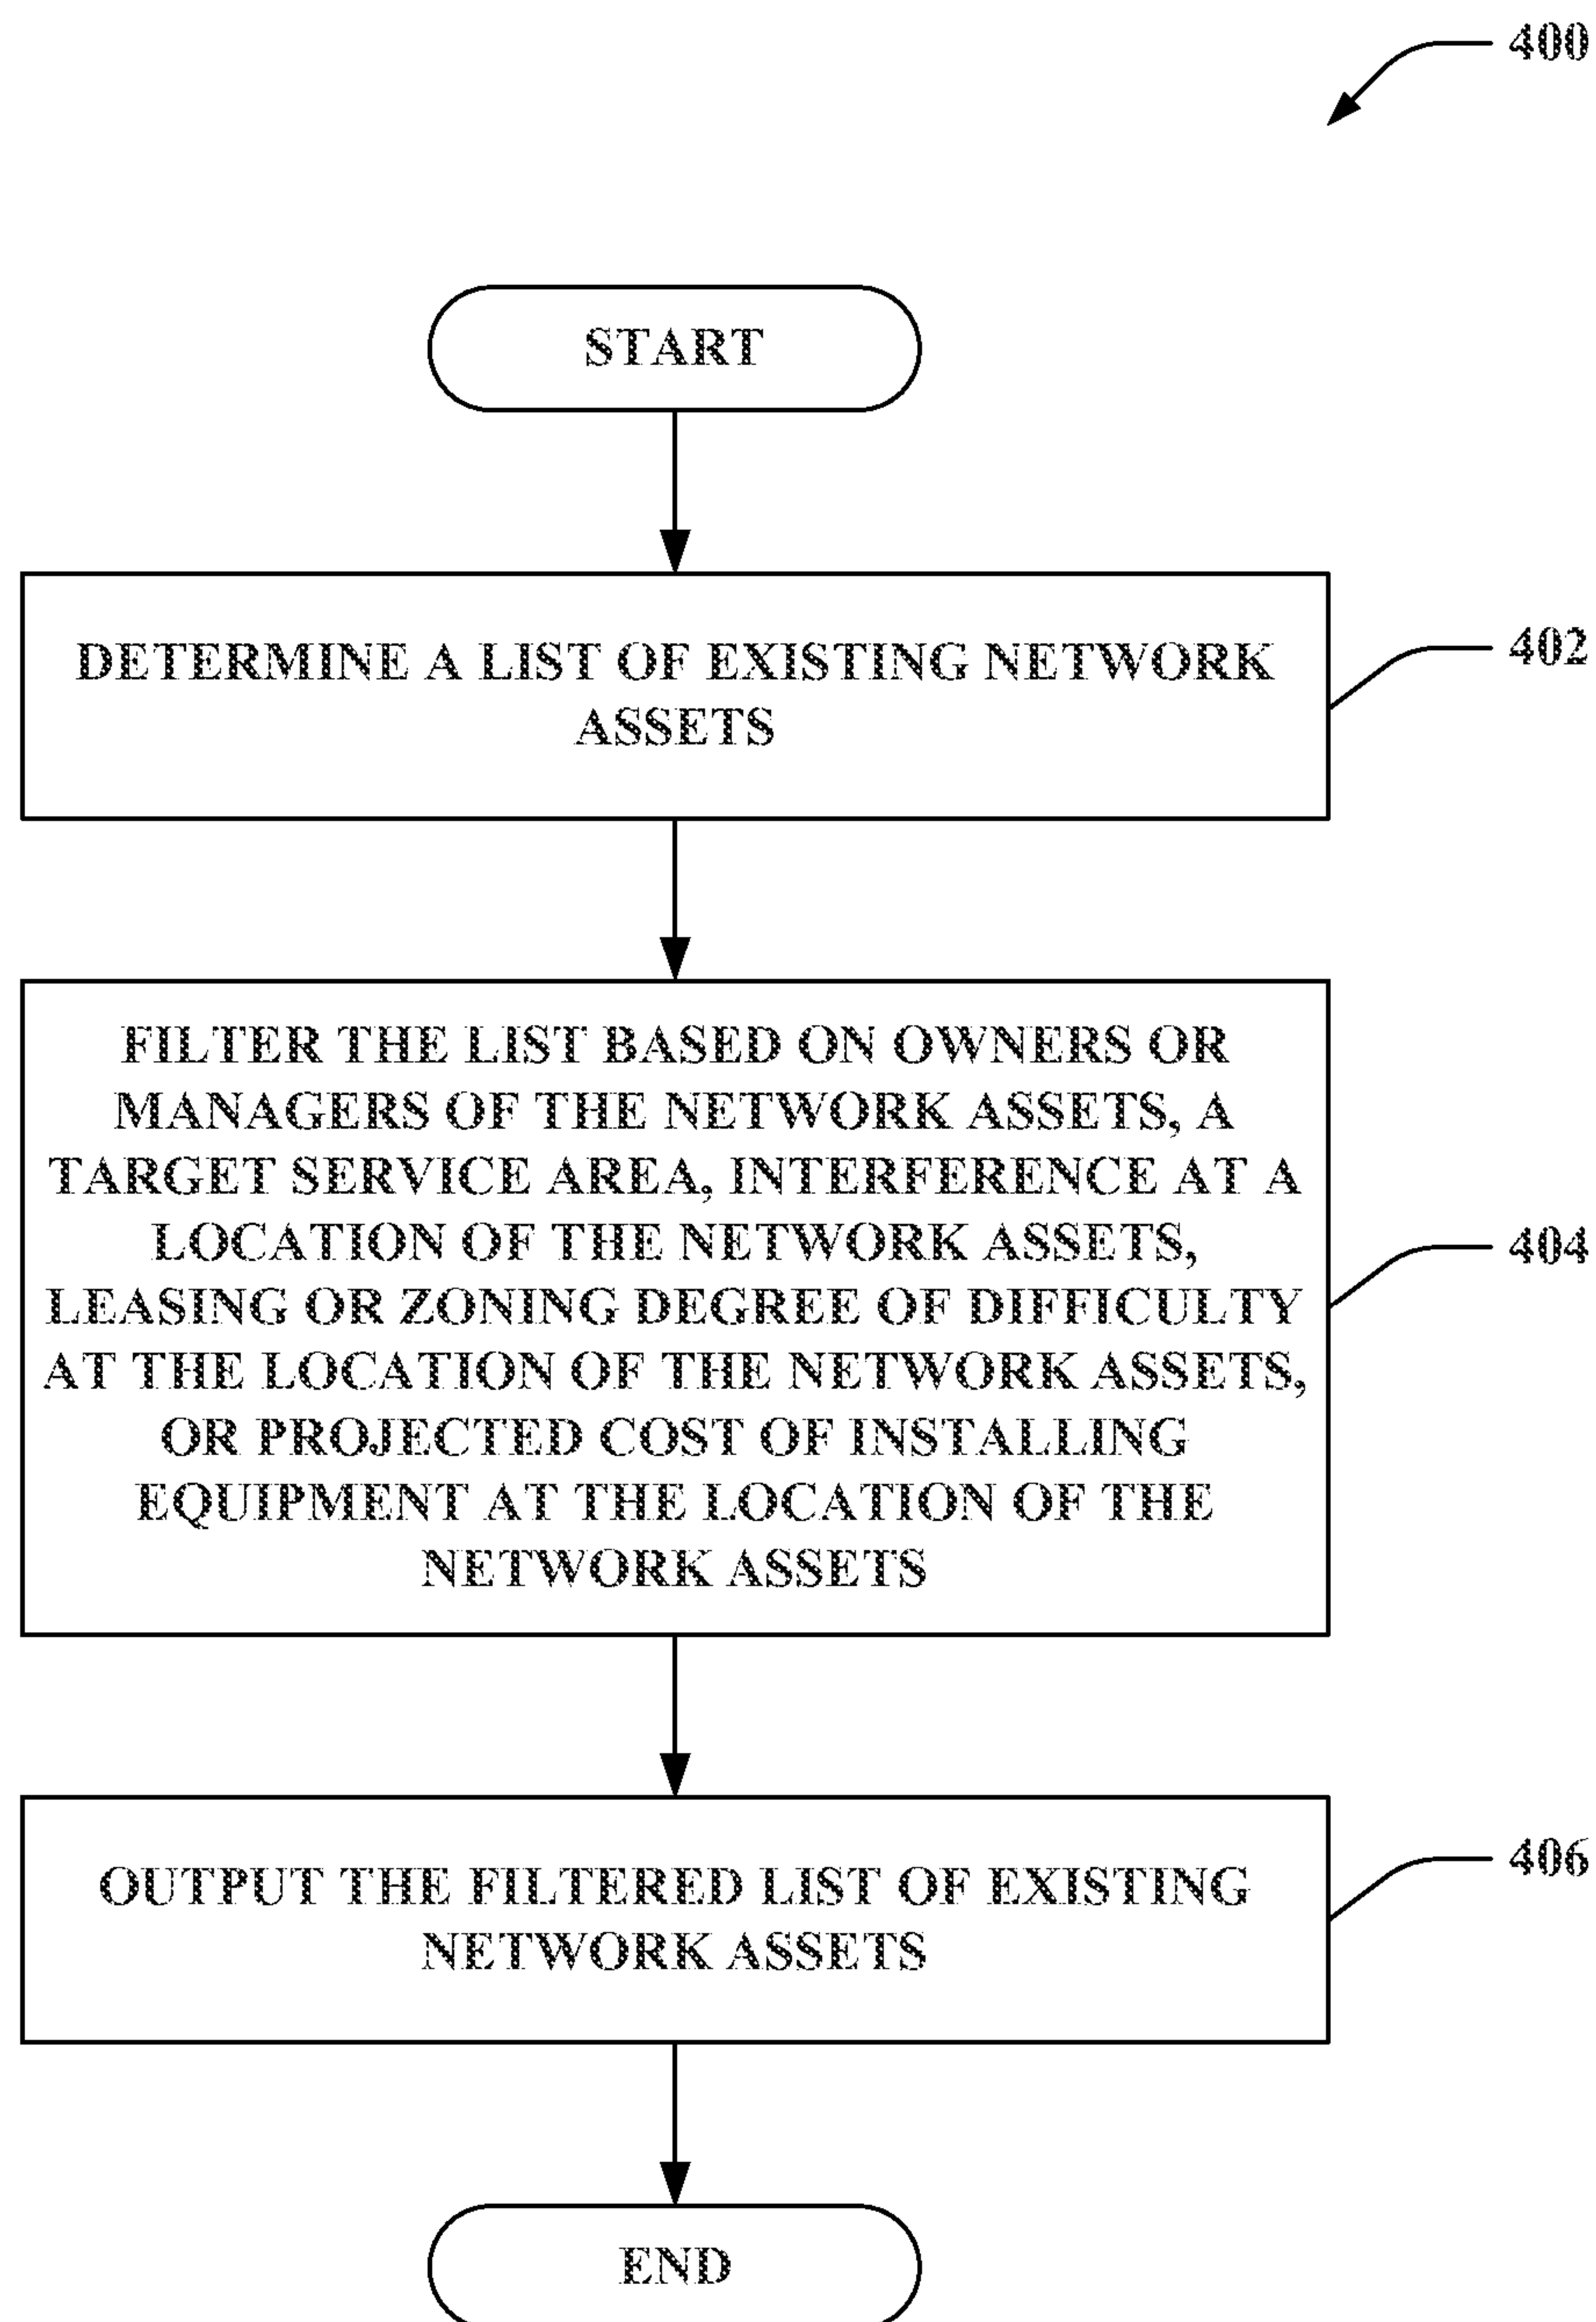 400
START
DETERMINE A LIST OF EXISTING NETWORK
ASSETS
402
FILTER THE LIST BASED ON OWNERS OR
MANAGERS OF THE NETWORK ASSETS, A
TARGET SERVICE AREA, INTERFERENCE AT A
LOCATION OF THE NETWORK ASSETS,
LEASING OR ZONING DEGREE OF DIFFICULTY
AT THE LOCATION OF THE NETWORK ASSETS,
OR PROJECTED COST OF INSTALLING
EQUIPMENT AT THE LOCATION OF THE
NETWORK ASSETS
404
OUTPUT THE FILTERED LIST OF EXISTING
NETWORK ASSETS
406
END